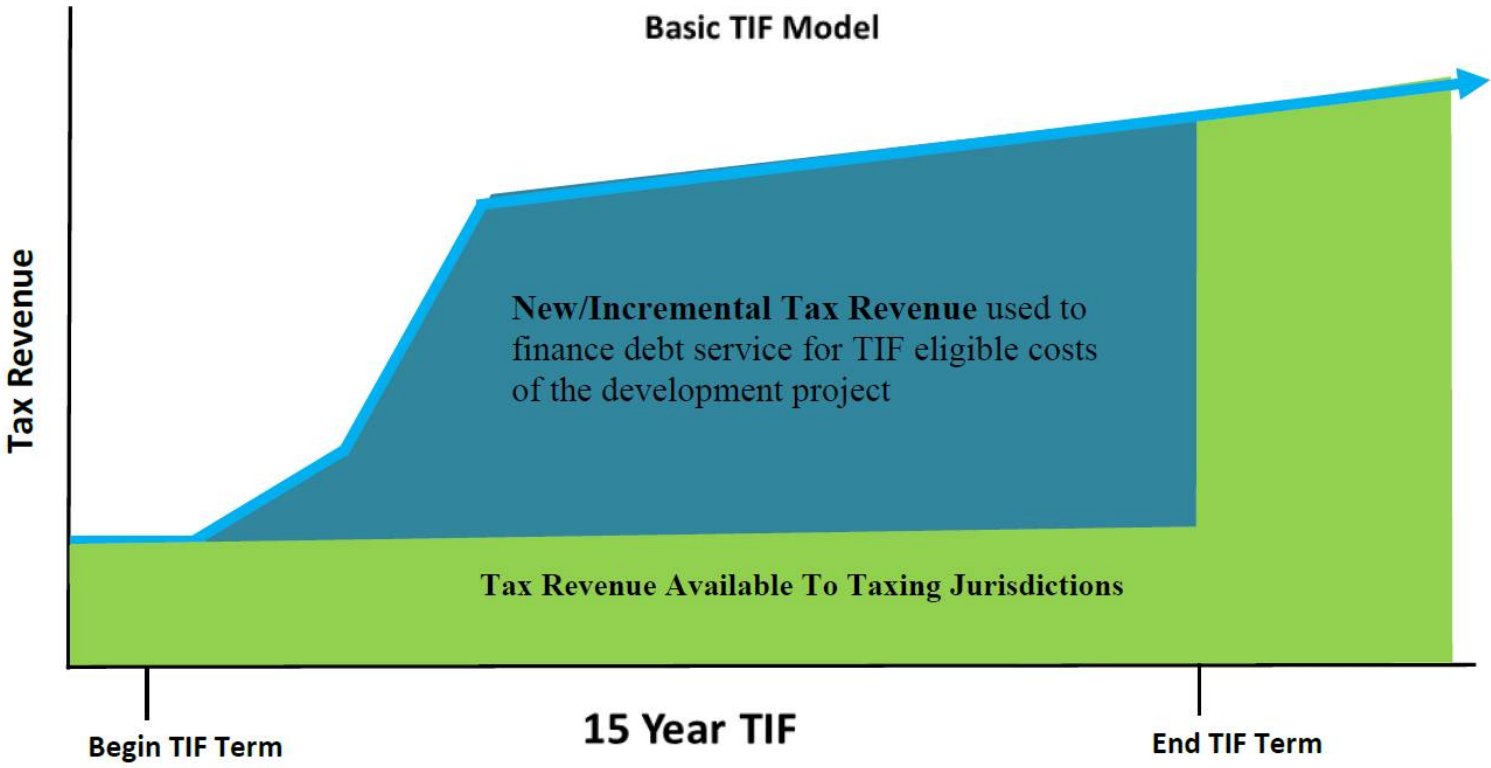 Basic TIF Model
Tax Revenue
New/Incremental Tax Revenue used to
finance debt service for TIF eligible costs
of the development project
Tax Revenue Available To Taxing Jurisdictions
Begin TIF Term
15 Year TIF
End TIF Term